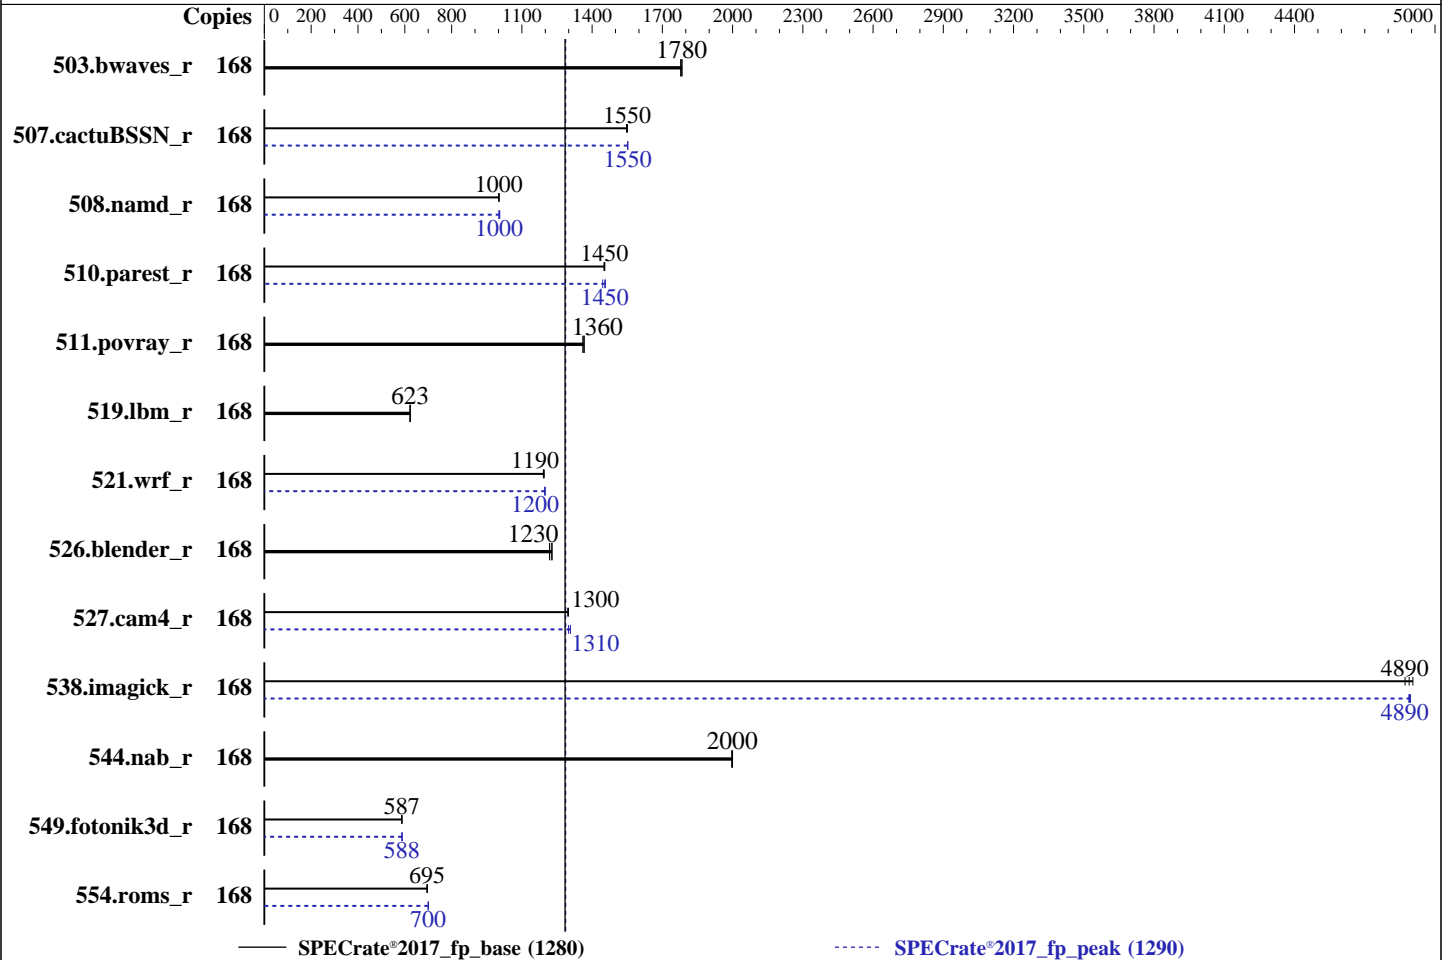 Copies 0 200 400 600 800 1100 1400 1700 2000 2300 2600 2900 3200 3500 3800 4100 4400 5000
1780
503.bwaves_r 168
1550
507.cactuBSSN_r 168
1550
1000
508.namd_r 168
1000
1450
510.parest_r 168
1450
1360
511.povray_r 168
623
519.lbm_r 168
1190
521.wrf_r 168
1200
1230
526.blender_r 168
1300
527.cam4_r 168
1310
4890
538.imagick_r 168
4890
2000
544.nab_r 168
587
549.fotonik3d_r 168
588
695
554.roms_r 168
700
SPECrate®2017_fp_base (1280) SPECrate®2017_fp_peak (1290)